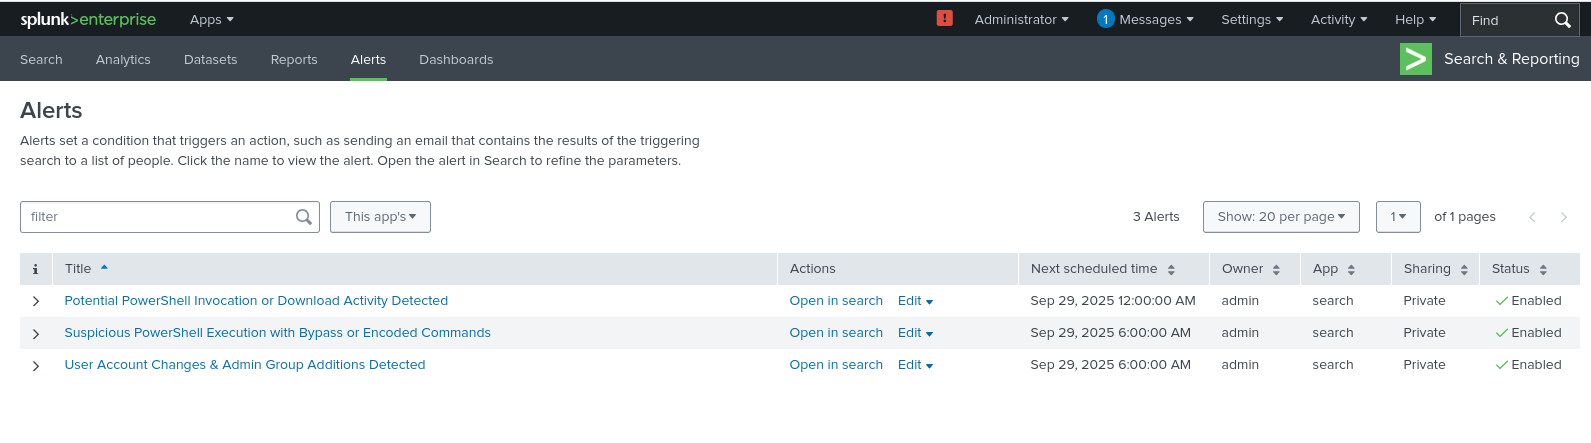 splunk>enterprise Apps Administrator 1 Messages Settings Activity Help Find
Search Analytics Datasets Reports Alerts Dashboards Search & Reporting
Alerts
Alerts set a condition that triggers an action, such as sending an email that contains the results of the triggering
search to a list of people. Click the name to view the alert. Open the alert in Search to refine the parameters.
filter This app's 3 Alerts Show: 20 per page 1 of 1 pages
i Title Actions Next scheduled time Owner App Sharing Status
Potential PowerShell Invocation or Download Activity Detected Open in search Edit Sep 29, 2025 12:00:00 AM admin search Private Enabled
Suspicious PowerShell Execution with Bypass or Encoded Commands Open in search Edit Sep 29, 2025 6:00:00 AM admin search Private Enabled
User Account Changes & Admin Group Additions Detected Open in search Edit Sep 29, 2025 6:00:00 AM admin search Private Enabled